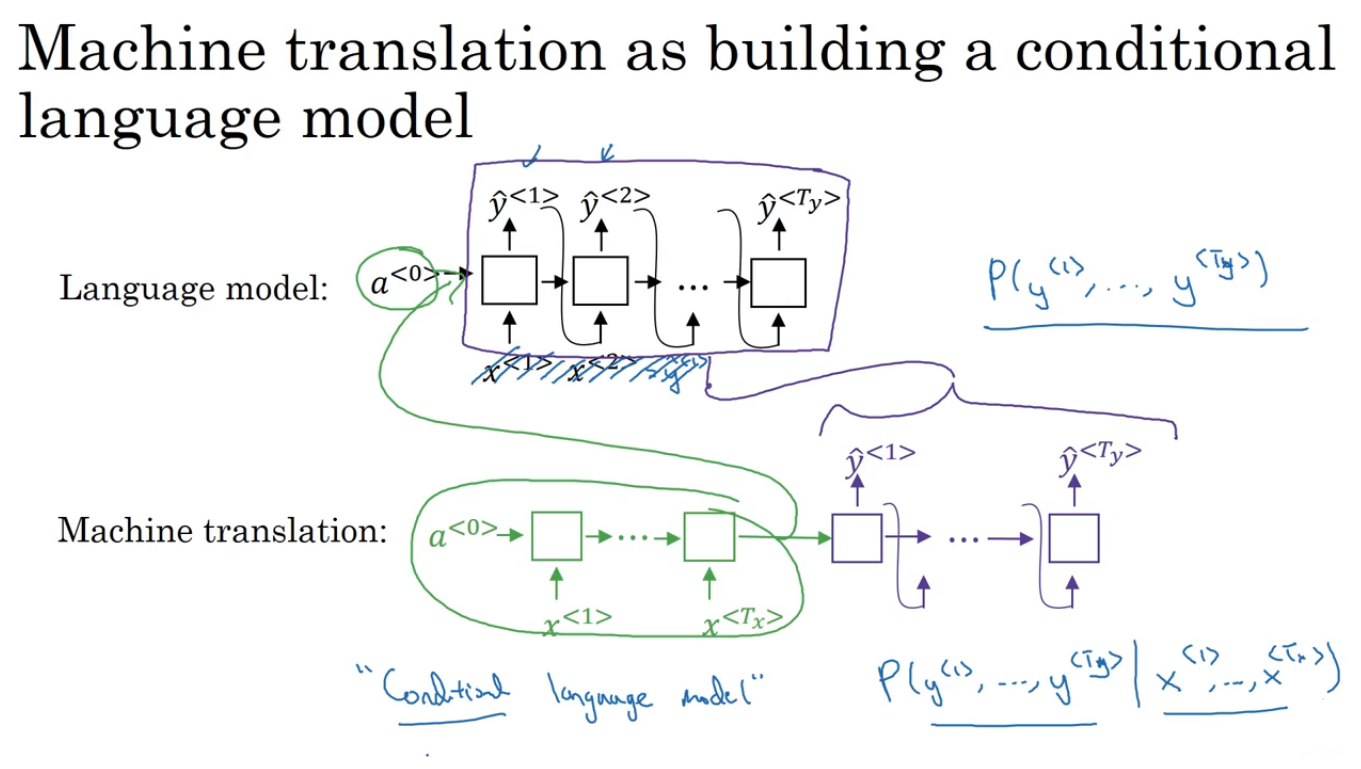 Machine translation as building a conditional
language model
ŷ<1> ŷ<2> ŷ<Ty>
Language model: a<0> ...
P(y<1>, ..., y<Ty>)
x<1> x<2>
ŷ<1> ŷ<Ty>
Machine translation: a<0> ... ...
x<1> x<Tx>
"Conditional language model" P(y<1>, ..., y<Ty> | x<1>, ..., x<Tx>)